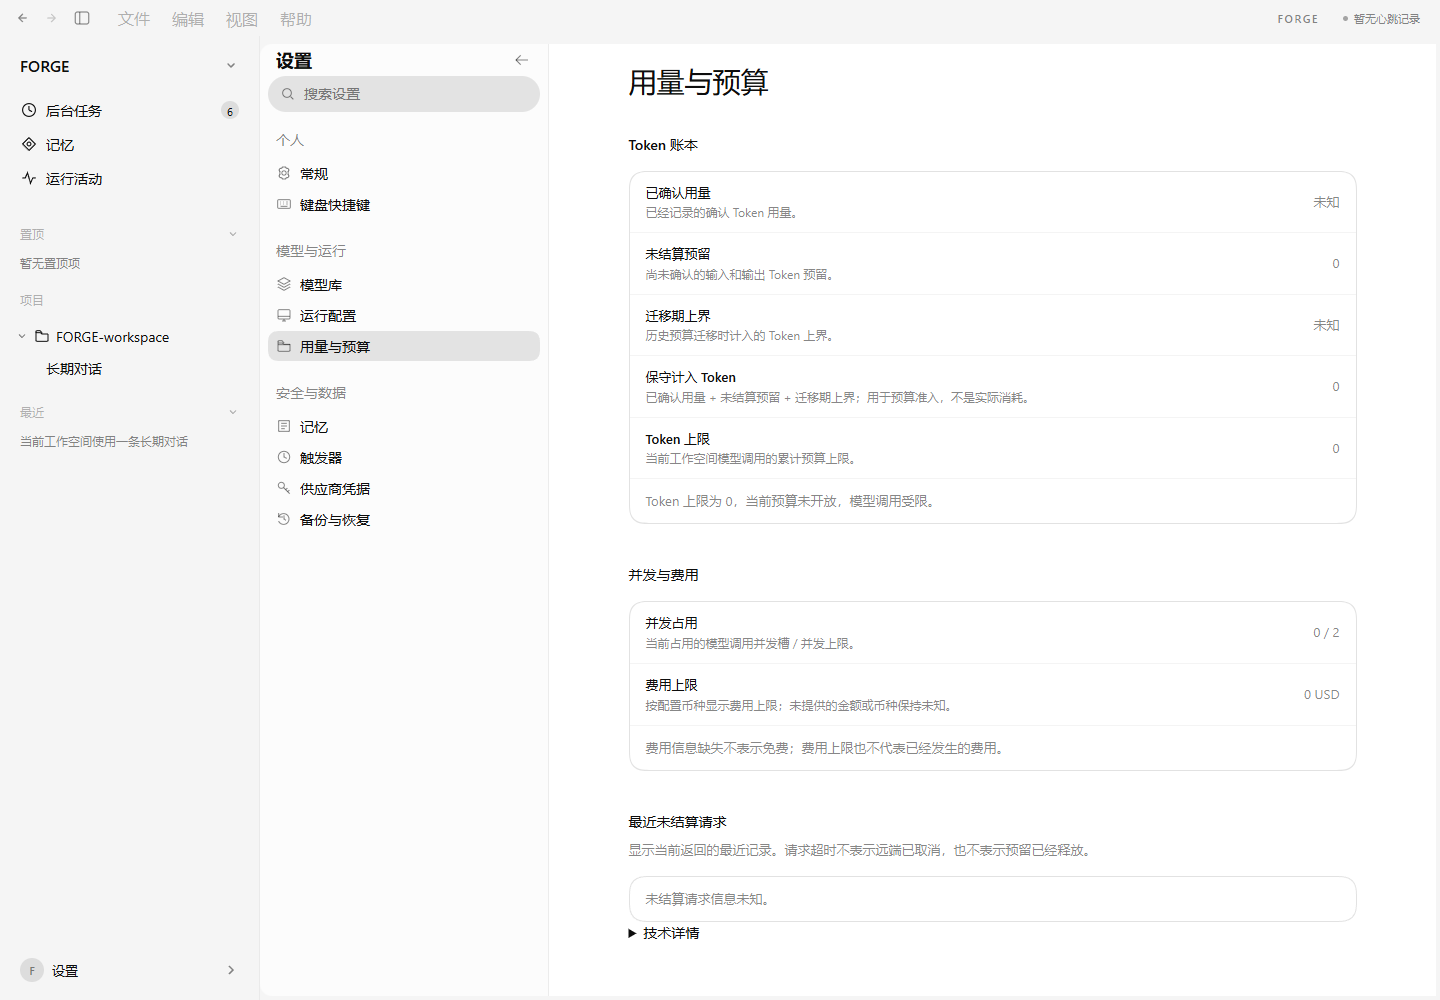 文件 编辑 视图 帮助
FORGE
暂无心跳记录
FORGE
后台任务
6
记忆
运行活动
置顶
暂无置顶项
项目
FORGE-workspace
长期对话
最近
当前工作空间使用一条长期对话
F
设置
设置
搜索设置
个人
常规
键盘快捷键
模型与运行
模型库
运行配置
用量与预算
安全与数据
记忆
触发器
供应商凭据
备份与恢复
用量与预算
Token 账本
已确认用量
已经记录的确认 Token 用量。
未知
未结算预留
尚未确认的输入和输出 Token 预留。
0
迁移期上界
历史预算迁移时计入的 Token 上界。
未知
保守计入 Token
已确认用量 + 未结算预留 + 迁移期上界；用于预算准入，不是实际消耗。
0
Token 上限
当前工作空间模型调用的累计预算上限。
0
Token 上限为 0，当前预算未开放，模型调用受限。
并发与费用
并发占用
当前占用的模型调用并发槽 / 并发上限。
0 / 2
费用上限
按配置币种显示费用上限；未提供的金额或币种保持未知。
0 USD
费用信息缺失不表示免费；费用上限也不代表已经发生的费用。
最近未结算请求
显示当前返回的最近记录。请求超时不表示远端已取消，也不表示预留已经释放。
未结算请求信息未知。
技术详情